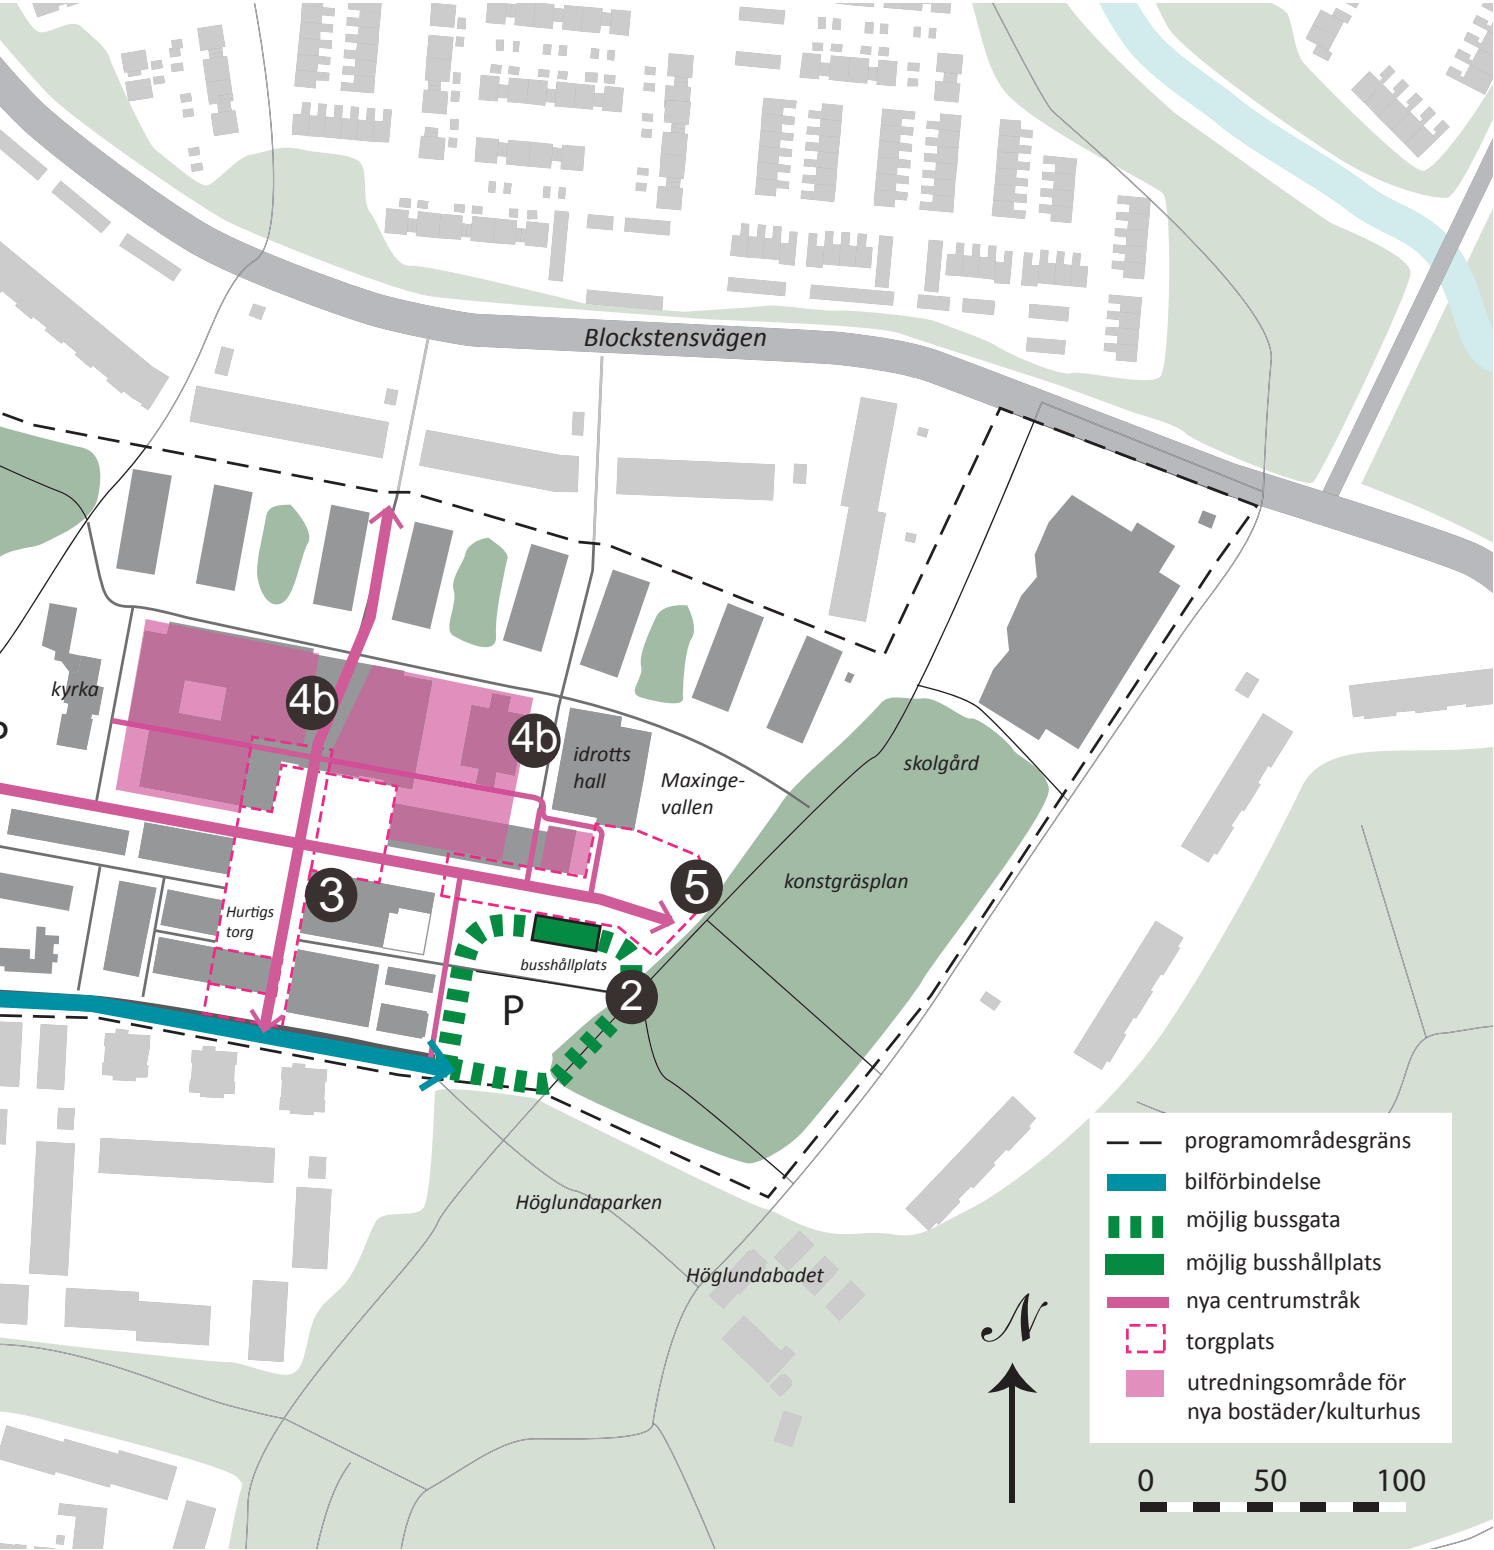 Blockstensvägen
kyrka
P
4b
4b
idrotts
hall
Maxinge-
vallen
skolgård
konstgräsplan
5
3
Hurtigs
torg
busshållplats
2
P
Höglundaparken
Höglundabadet
programområdesgräns
bilförbindelse
möjlig bussgata
möjlig busshållplats
nya centrumstråk
torgplats
utredningsområde för
nya bostäder/kulturhus
N
0 50 100